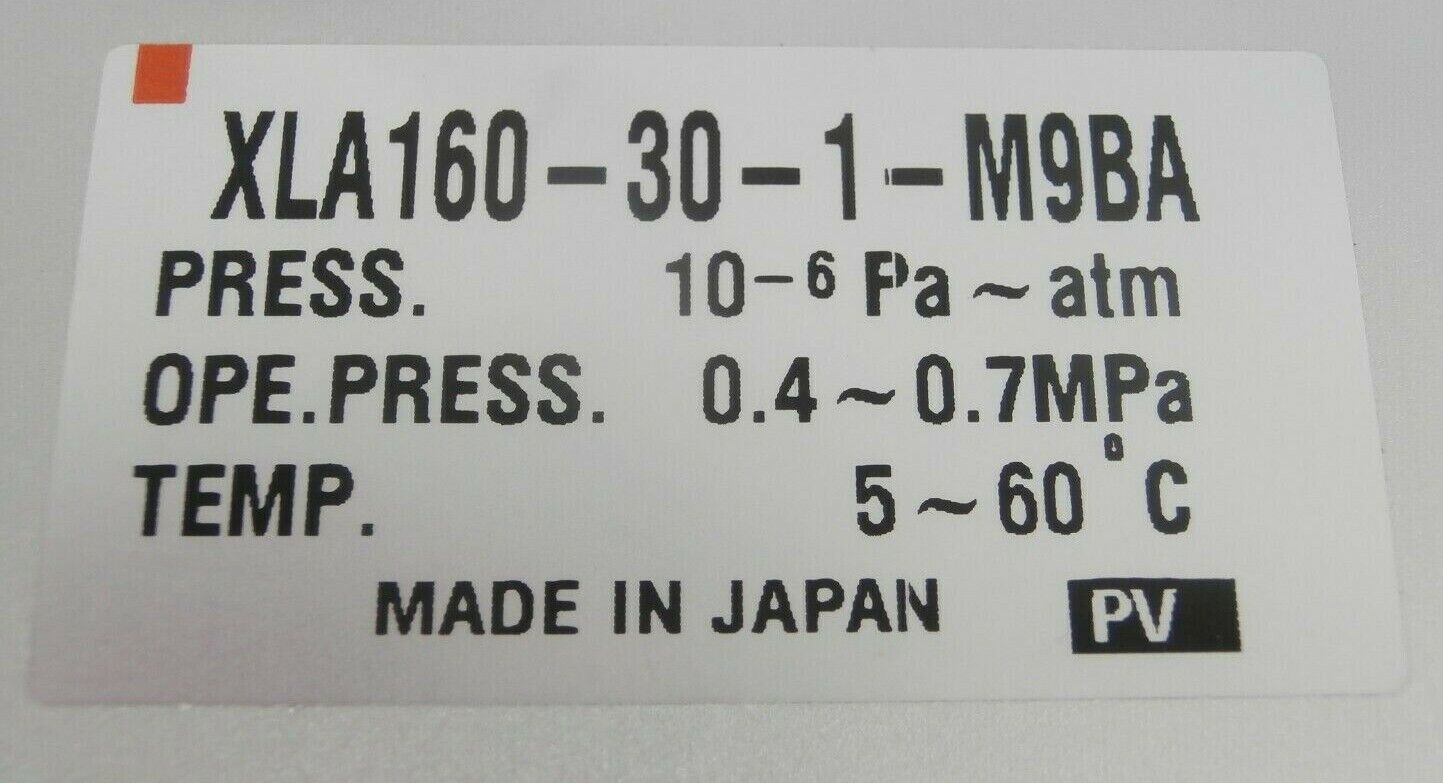 XLA160-30-1-M9BA
PRESS. 10-6 Pa~atm
OPE.PRESS. 0.4~0.7MPa
TEMP. 5~60°C
MADE IN JAPAN PV